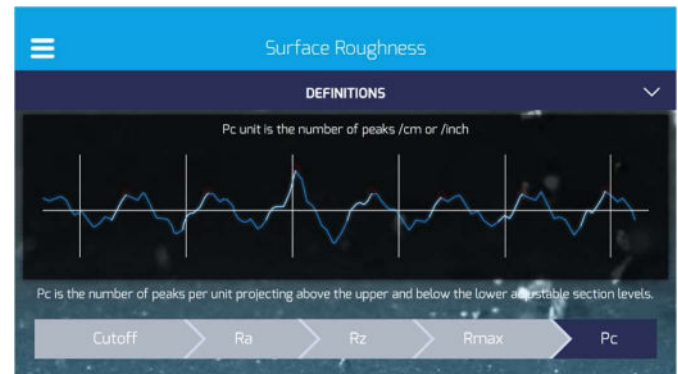 Surface Roughness
DEFINITIONS
Pc unit is the number of peaks /cm or /inch
Pc is the number of peaks per unit projecting above the upper and below the lower adjustable section levels.
Cutoff Ra Rz Rmax Pc